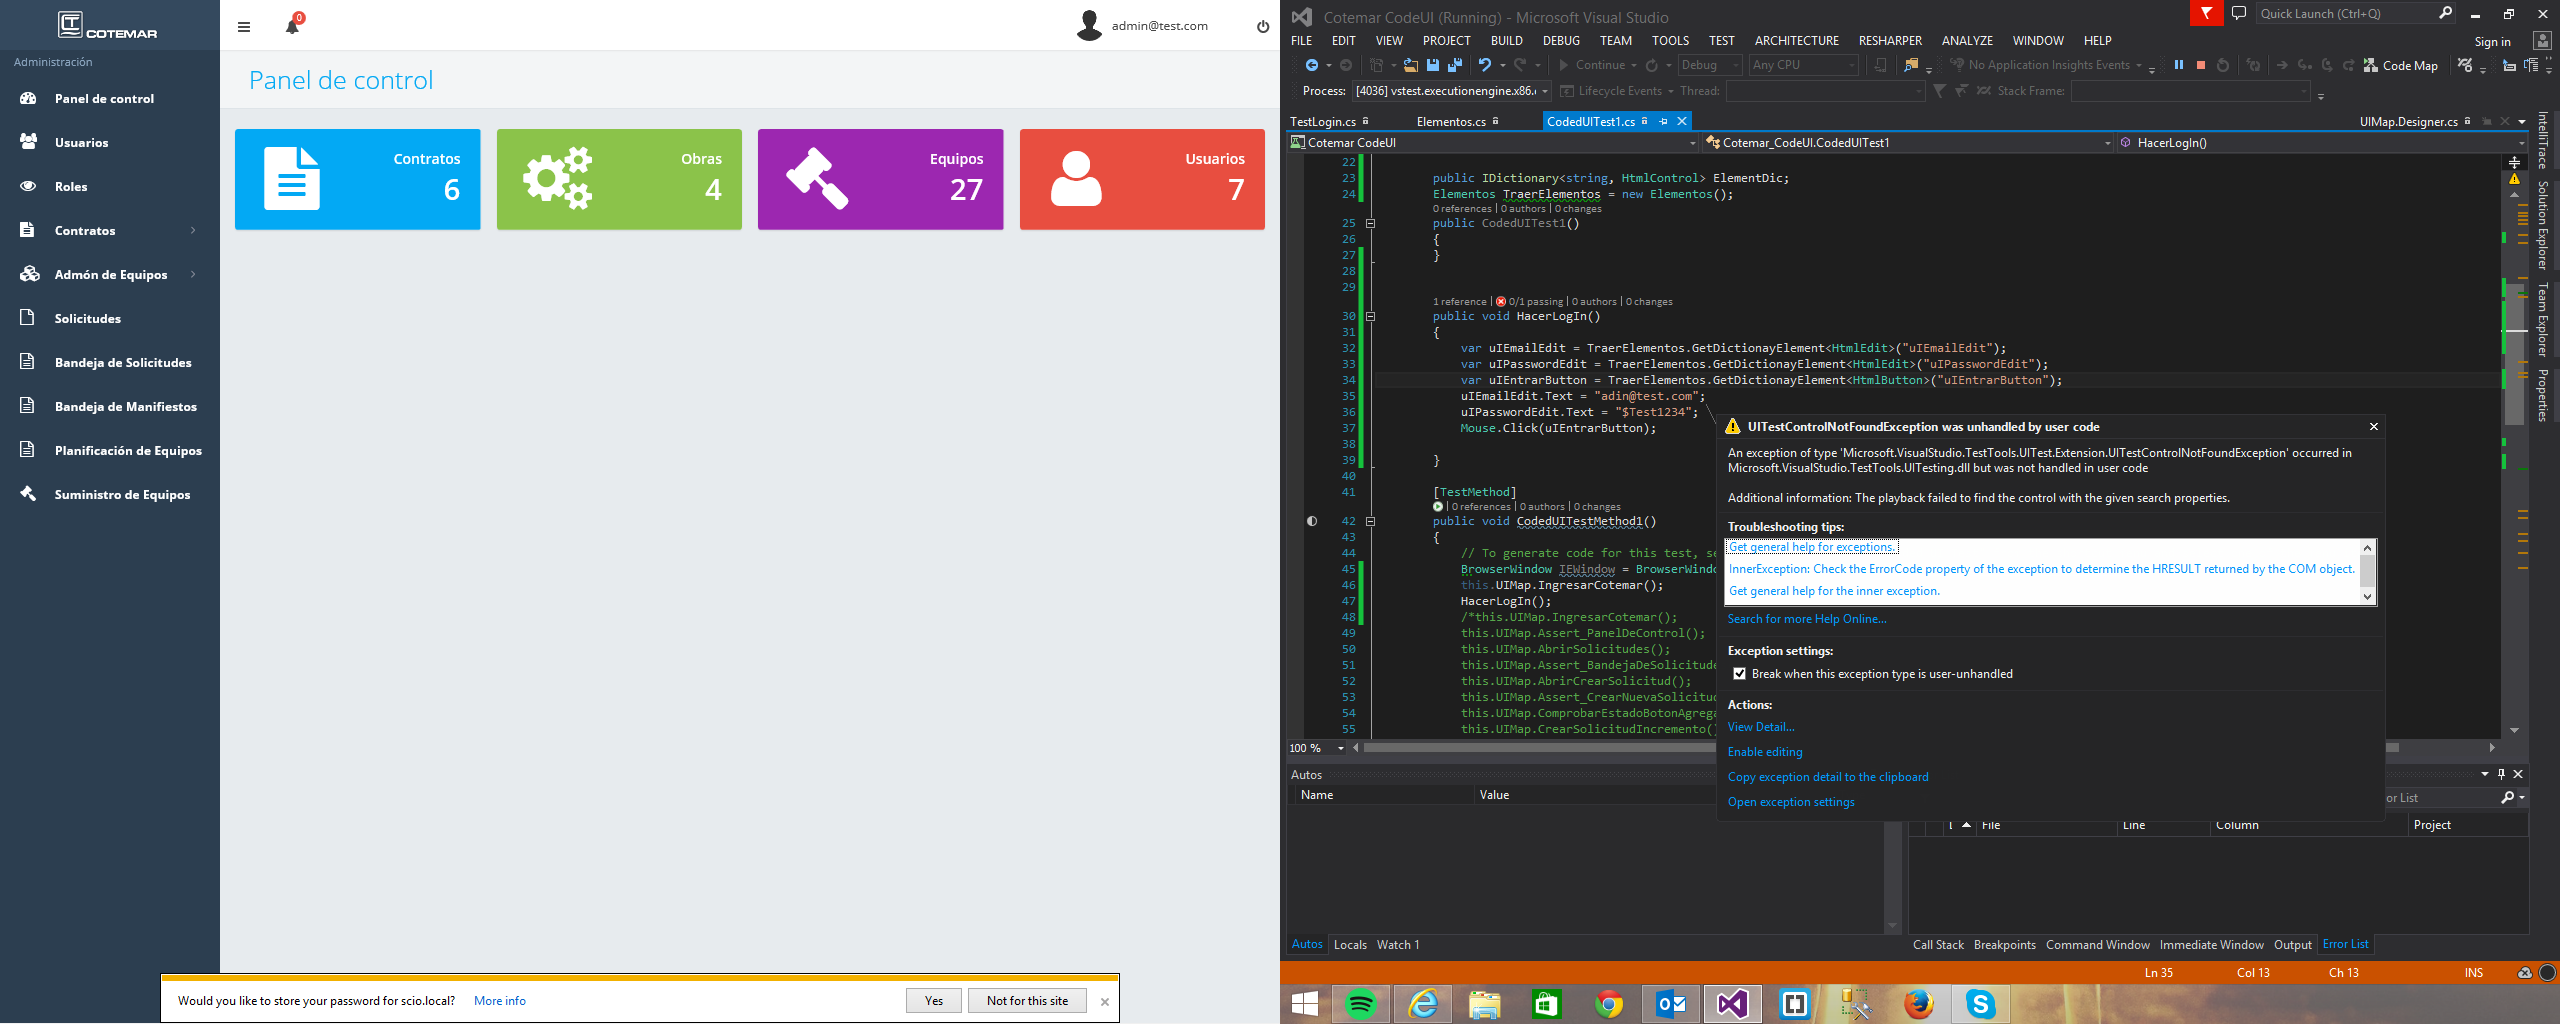 COTEMAR
0
admin@test.com
Administración
Panel de control
Usuarios
Roles
Contratos
Admón de Equipos
Solicitudes
Bandeja de Solicitudes
Bandeja de Manifiestos
Planificación de Equipos
Suministro de Equipos
Panel de control
Contratos
6
Obras
4
Equipos
27
Usuarios
7
Would you like to store your password for scio.local? More info
Yes
Not for this site
Cotemar CodeUI (Running) - Microsoft Visual Studio
Quick Launch (Ctrl+Q)
FILE EDIT VIEW PROJECT BUILD DEBUG TEAM TOOLS TEST ARCHITECTURE RESHARPER ANALYZE WINDOW HELP
Sign in
Continue Debug Any CPU No Application Insights Events Code Map
Process: [4036] vstest.executionengine.x86. Lifecycle Events Thread: Stack Frame:
TestLogin.cs Elementos.cs CodedUITest1.cs UIMap.Designer.cs
Cotemar CodeUI Cotemar_CodeUI.CodedUITest1 HacerLogIn()
22
23 public IDictionary<string, HtmlControl> ElementDic;
24 Elementos TraerElementos = new Elementos();
0 references | 0 authors | 0 changes
25 public CodedUITest1()
26 {
27 }
28
29
1 reference | 0/1 passing | 0 authors | 0 changes
30 public void HacerLogIn()
31 {
32 var uIEmailEdit = TraerElementos.GetDictionayElement<HtmlEdit>("uIEmailEdit");
33 var uIPasswordEdit = TraerElementos.GetDictionayElement<HtmlEdit>("uIPasswordEdit");
34 var uIEntrarButton = TraerElementos.GetDictionayElement<HtmlButton>("uIEntrarButton");
35 uIEmailEdit.Text = "adin@test.com";
36 uIPasswordEdit.Text = "$Test1234";
37 Mouse.Click(uIEntrarButton);
38
39 }
40
41 [TestMethod]
0 references | 0 authors | 0 changes
42 public void CodedUITestMethod1()
43 {
44 // To generate code for this test, se
45 BrowserWindow IEWindow = BrowserWindo
46 this.UIMap.IngresarCotemar();
47 HacerLogIn();
48 /*this.UIMap.IngresarCotemar();
49 this.UIMap.Assert_PanelDeControl();
50 this.UIMap.AbrirSolicitudes();
51 this.UIMap.Assert_BandejaDeSolicitude
52 this.UIMap.AbrirCrearSolicitud();
53 this.UIMap.Assert_CrearNuevaSolicitud
54 this.UIMap.ComprobarEstadoBotonAgrega
55 this.UIMap.CrearSolicitudIncremento()
100 %
UITestControlNotFoundException was unhandled by user code
An exception of type 'Microsoft.VisualStudio.TestTools.UITest.Extension.UITestControlNotFoundException' occurred in
Microsoft.VisualStudio.TestTools.UITesting.dll but was not handled in user code
Additional information: The playback failed to find the control with the given search properties.
Troubleshooting tips:
Get general help for exceptions.
InnerException: Check the ErrorCode property of the exception to determine the HRESULT returned by the COM object.
Get general help for the inner exception.
Search for more Help Online...
Exception settings:
Break when this exception type is user-unhandled
Actions:
View Detail...
Enable editing
Copy exception detail to the clipboard
Open exception settings
IntelliTrace
Solution Explorer
Team Explorer
Properties
Autos
Name Value
or List
File Line Column Project
Autos Locals Watch 1
Call Stack Breakpoints Command Window Immediate Window Output Error List
Ln 35 Col 13 Ch 13 INS